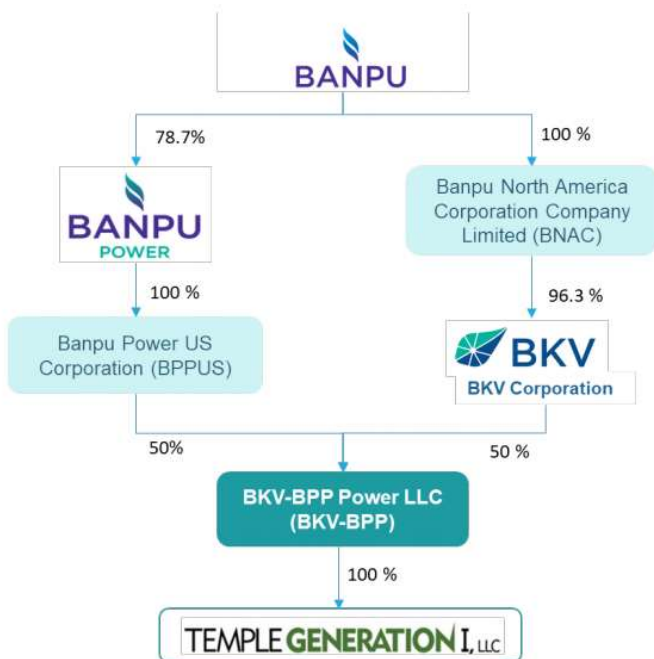 BANPU
78.7%
100 %
BANPU
POWER
Banpu North America
Corporation Company
Limited (BNAC)
100 %
96.3 %
Banpu Power US
Corporation (BPPUS)
BKV
BKV Corporation
50%
50 %
BKV-BPP Power LLC
(BKV-BPP)
100 %
TEMPLE GENERATION I, LLC